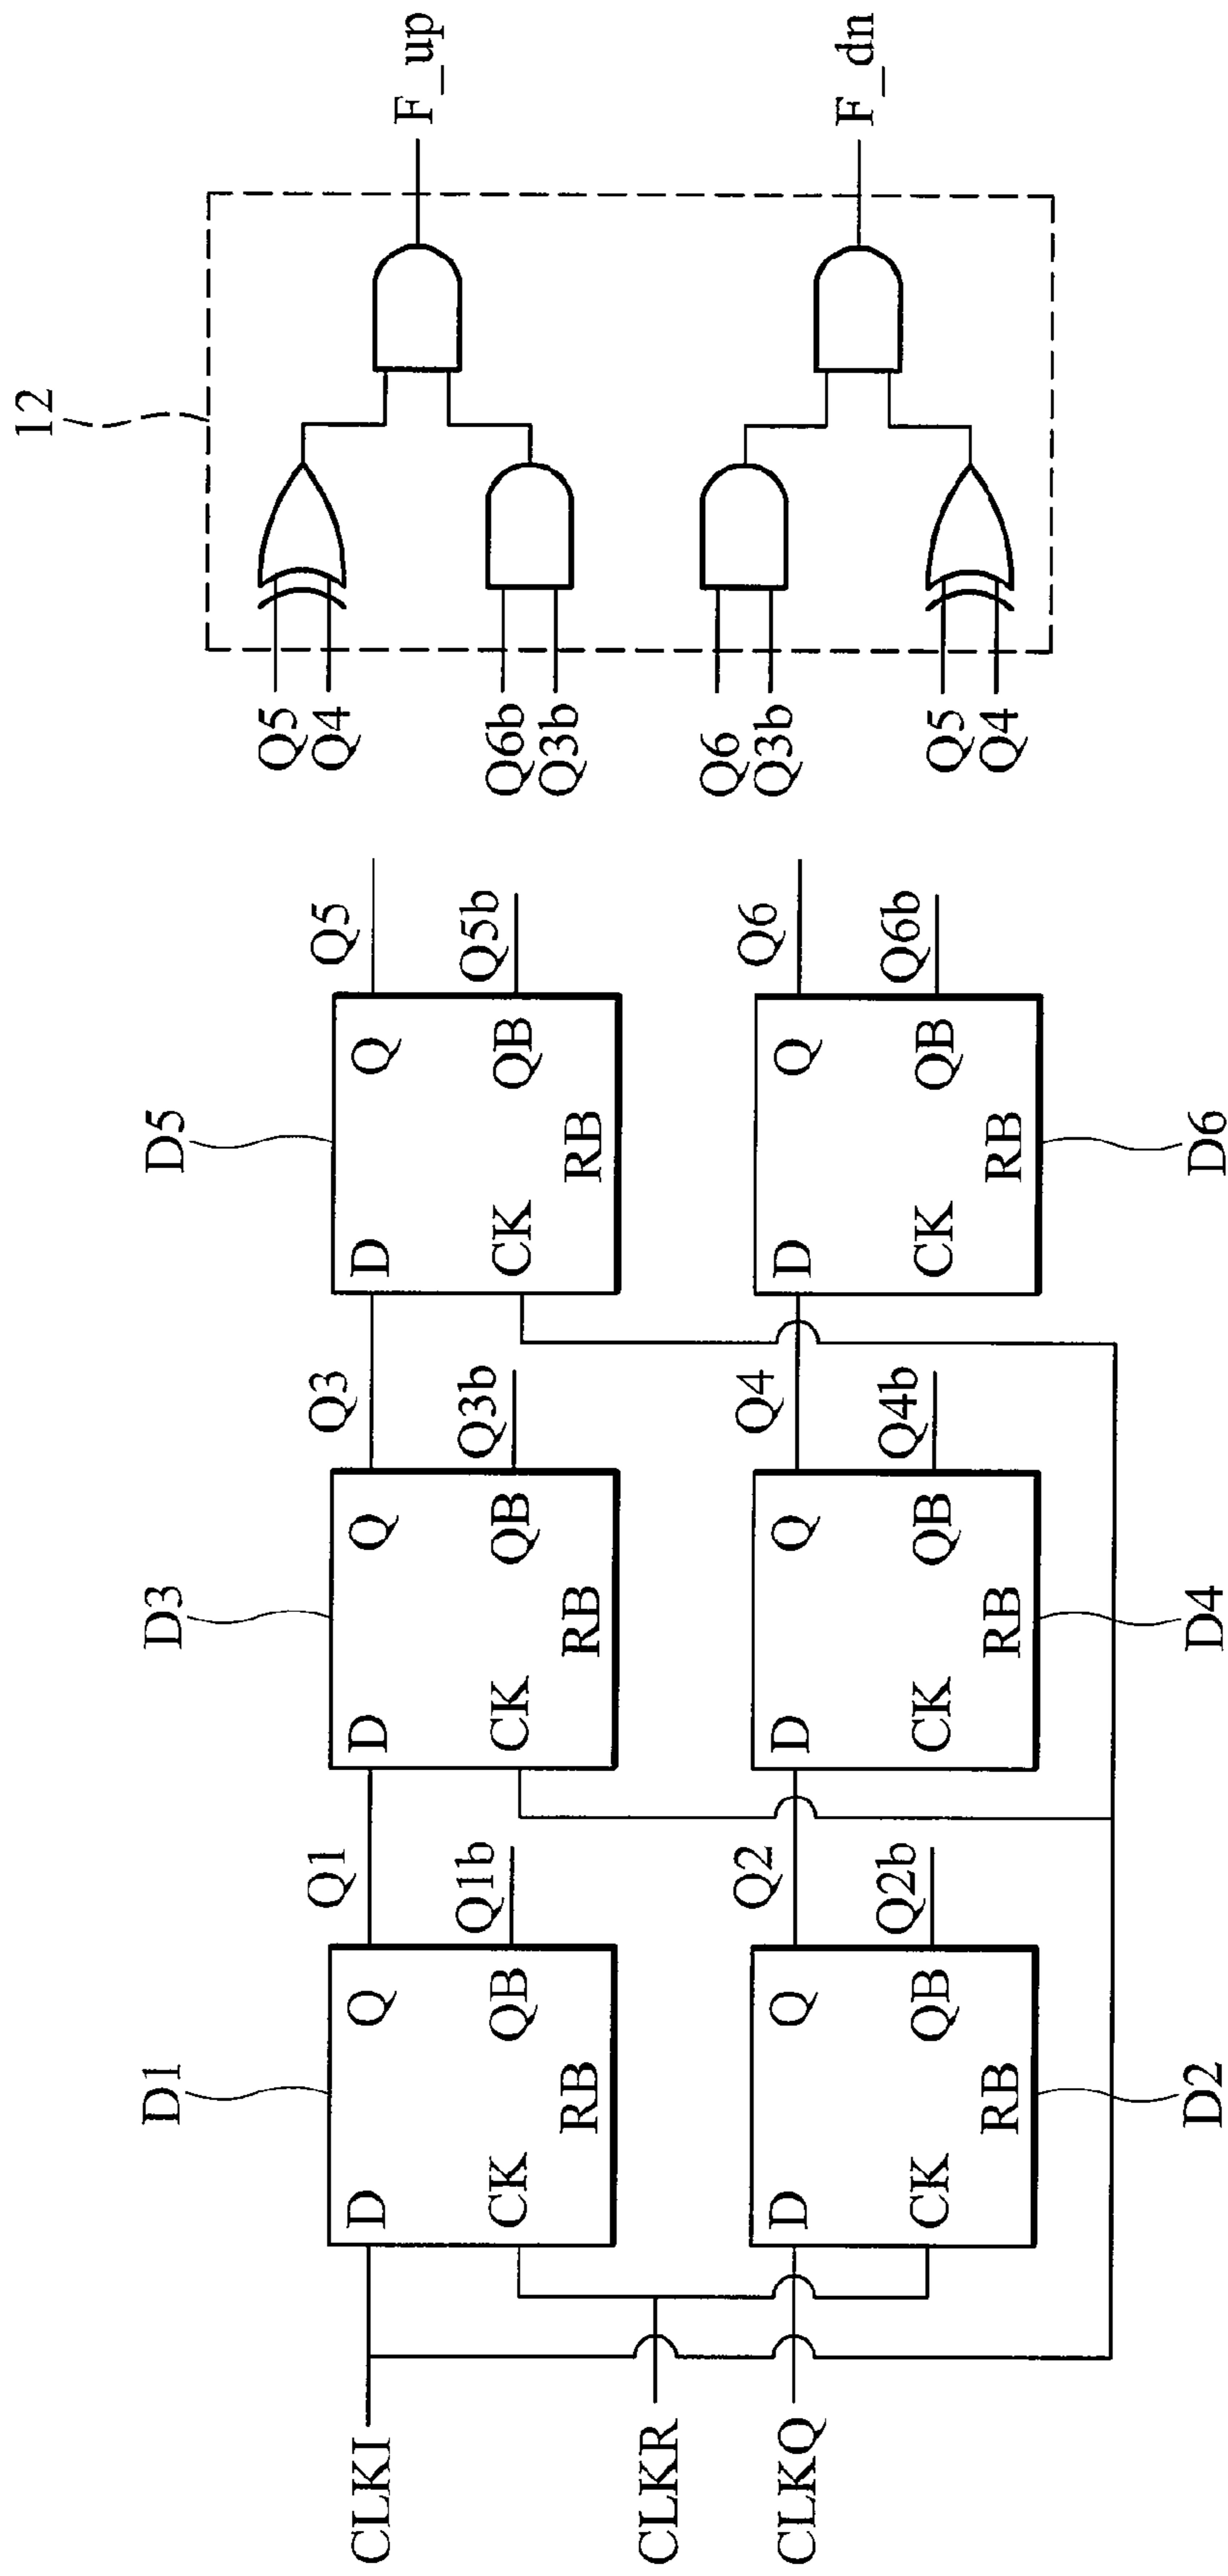 12
F_up
F_dn
Q5
Q4
Q6b
Q3b
Q6
Q3b
Q5
Q4
D1
D3
D5
D
Q
CK
QB
RB
Q1
Q1b
D
Q
CK
QB
RB
Q3
Q3b
D
Q
CK
QB
RB
Q5
Q5b
CLKI
CLKR
CLKQ
D
Q
CK
QB
RB
Q2
Q2b
D
Q
CK
QB
RB
Q4
Q4b
D
Q
CK
QB
RB
Q6
Q6b
D2
D4
D6